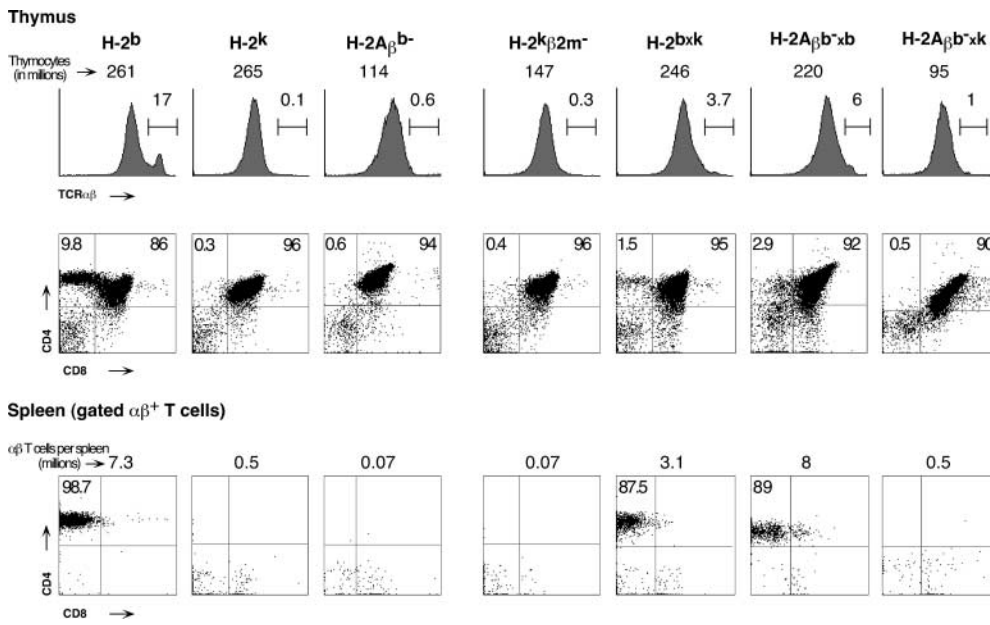 Thymus
H-2b H-2k H-2Aβb- H-2kβ2m- H-2bxk H-2Aβb-xb H-2Aβb-xk
Thymocytes
(in millions) → 261 265 114 147 246 220 95
17 0.1 0.6 0.3 3.7 6 1
TCRαβ →
9.8 86 0.3 96 0.6 94 0.4 96 1.5 95 2.9 92 0.5 90
CD4 →
CD8 →
Spleen (gated αβ+ T cells)
αβ T cells per spleen
(millions) → 7.3 0.5 0.07 0.07 3.1 8 0.5
98.7 87.5 89
CD4 →
CD8 →